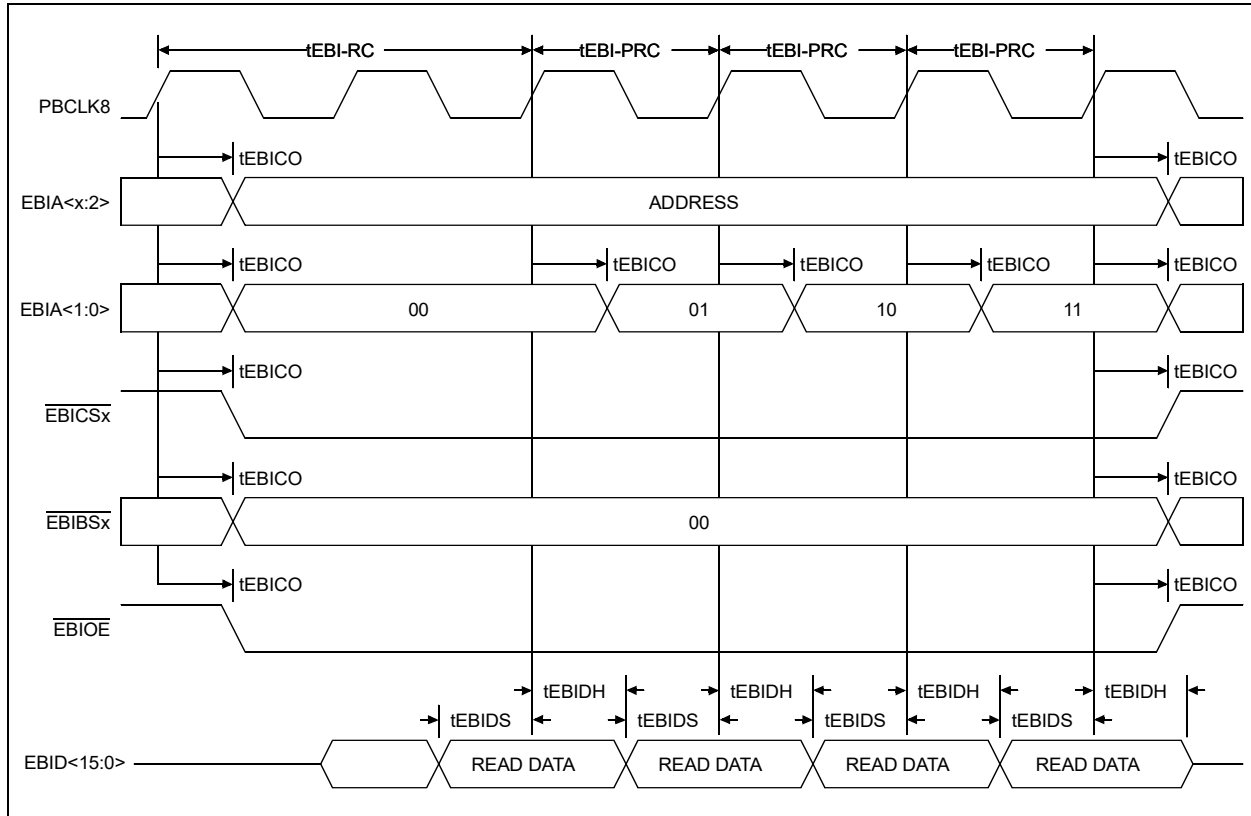 tEBI-RC tEBI-PRC tEBI-PRC tEBI-PRC
PBCLK8
tEBICO tEBICO
EBIA<x:2> ADDRESS
tEBICO tEBICO tEBICO tEBICO tEBICO
EBIA<1:0> 00 01 10 11
tEBICO tEBICO
EBICSx
tEBICO tEBICO
EBIBSx 00
tEBICO tEBICO
EBIOE
tEBIDH tEBIDH tEBIDH tEBIDH
tEBIDS tEBIDS tEBIDS tEBIDS
EBID<15:0> READ DATA READ DATA READ DATA READ DATA